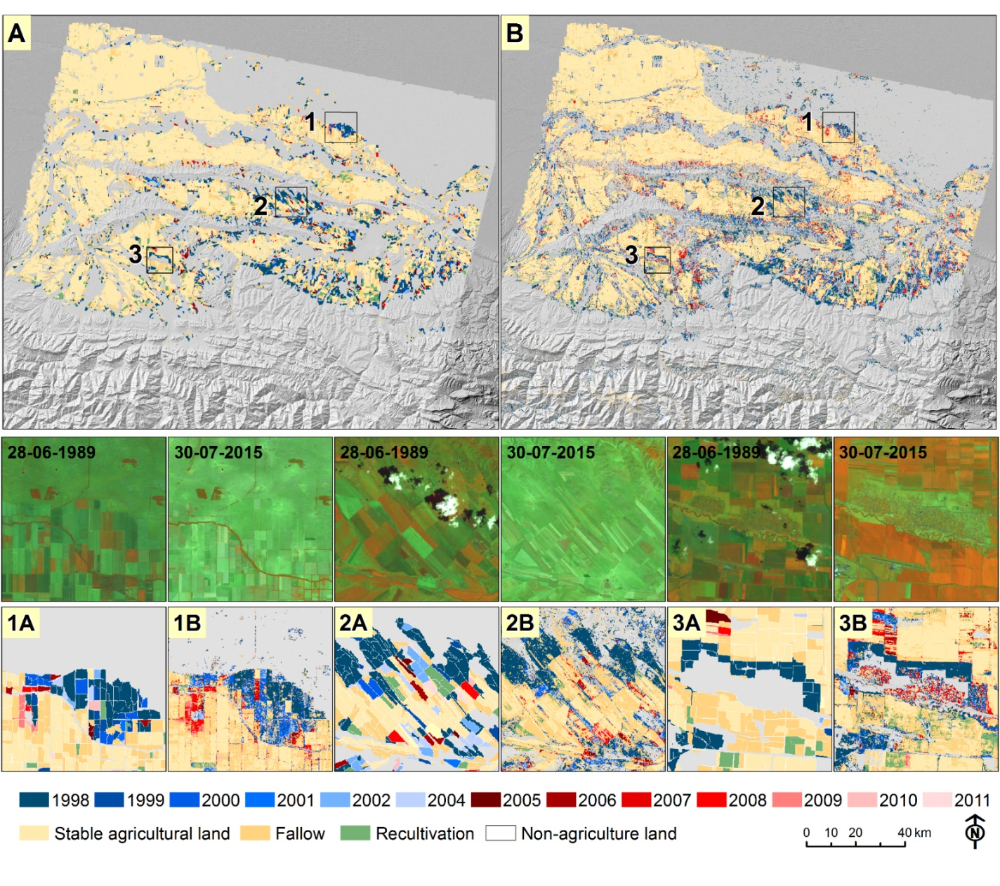 A B
1 1
2 2
3 3
28-06-1989 30-07-2015 28-06-1989 30-07-2015 28-06-1989 30-07-2015
1A 1B 2A 2B 3A 3B
1998 1999 2000 2001 2002 2004 2005 2006 2007 2008 2009 2010 2011
Stable agricultural land Fallow Recultivation Non-agriculture land
0 10 20 40 km
N